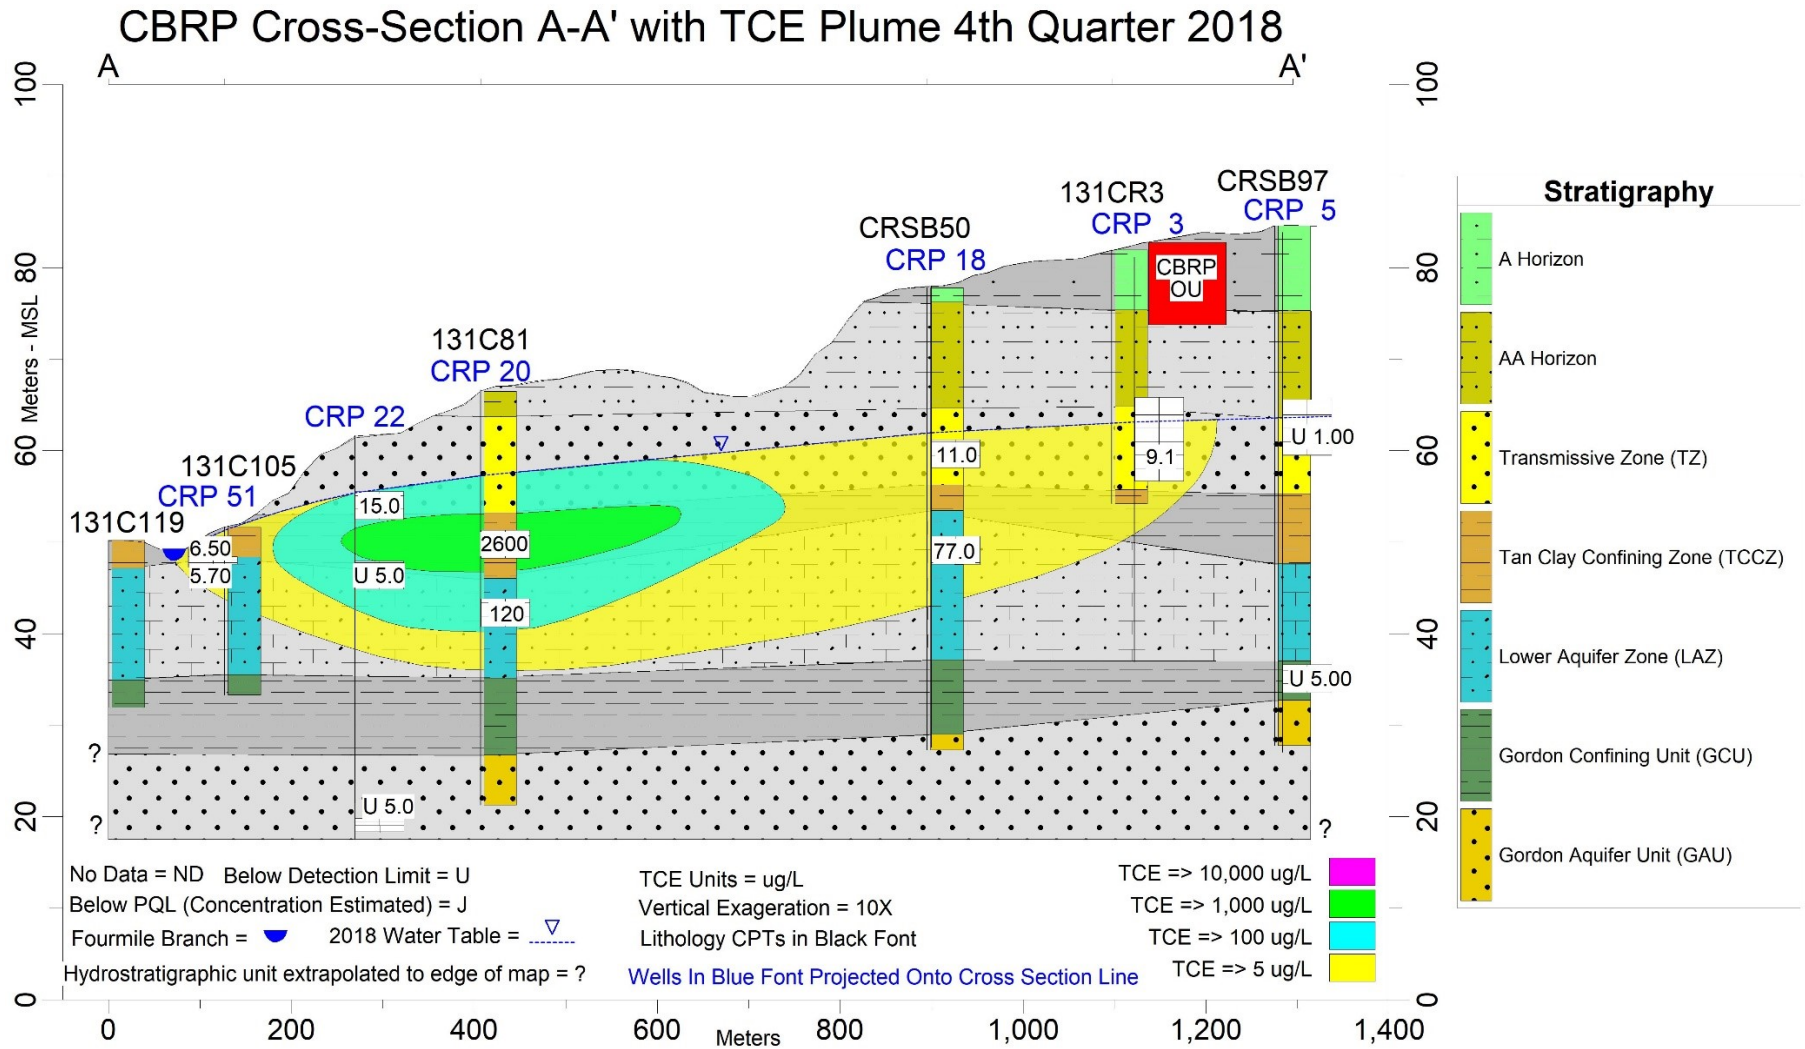 CBRP Cross-Section A-A' with TCE Plume 4th Quarter 2018
A
A'
100
100
80
80
60
60
40
40
20
20
0
0
Meters - MSL
CRSB97
CRP 5
131CR3
CRP 3
CRSB50
CRP 18
CBRP
OU
131C81
CRP 20
CRP 22
131C105
CRP 51
131C119
U 1.00
11.0
9.1
15.0
6.50
2600
77.0
5.70
U 5.0
120
U 5.00
U 5.0
?
?
?
Stratigraphy
A Horizon
AA Horizon
Transmissive Zone (TZ)
Tan Clay Confining Zone (TCCZ)
Lower Aquifer Zone (LAZ)
Gordon Confining Unit (GCU)
Gordon Aquifer Unit (GAU)
No Data = ND Below Detection Limit = U
Below PQL (Concentration Estimated) = J
Fourmile Branch = 2018 Water Table =
Hydrostratigraphic unit extrapolated to edge of map = ?
TCE Units = ug/L
Vertical Exageration = 10X
Lithology CPTs in Black Font
Wells In Blue Font Projected Onto Cross Section Line
TCE => 10,000 ug/L
TCE => 1,000 ug/L
TCE => 100 ug/L
TCE => 5 ug/L
0 200 400 600 800 1,000 1,200 1,400
Meters